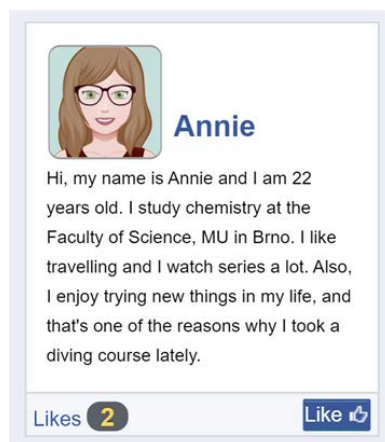 Annie
Hi, my name is Annie and I am 22
years old. I study chemistry at the
Faculty of Science, MU in Brno. I like
travelling and I watch series a lot. Also,
I enjoy trying new things in my life, and
that's one of the reasons why I took a
diving course lately.
Likes 2
Like